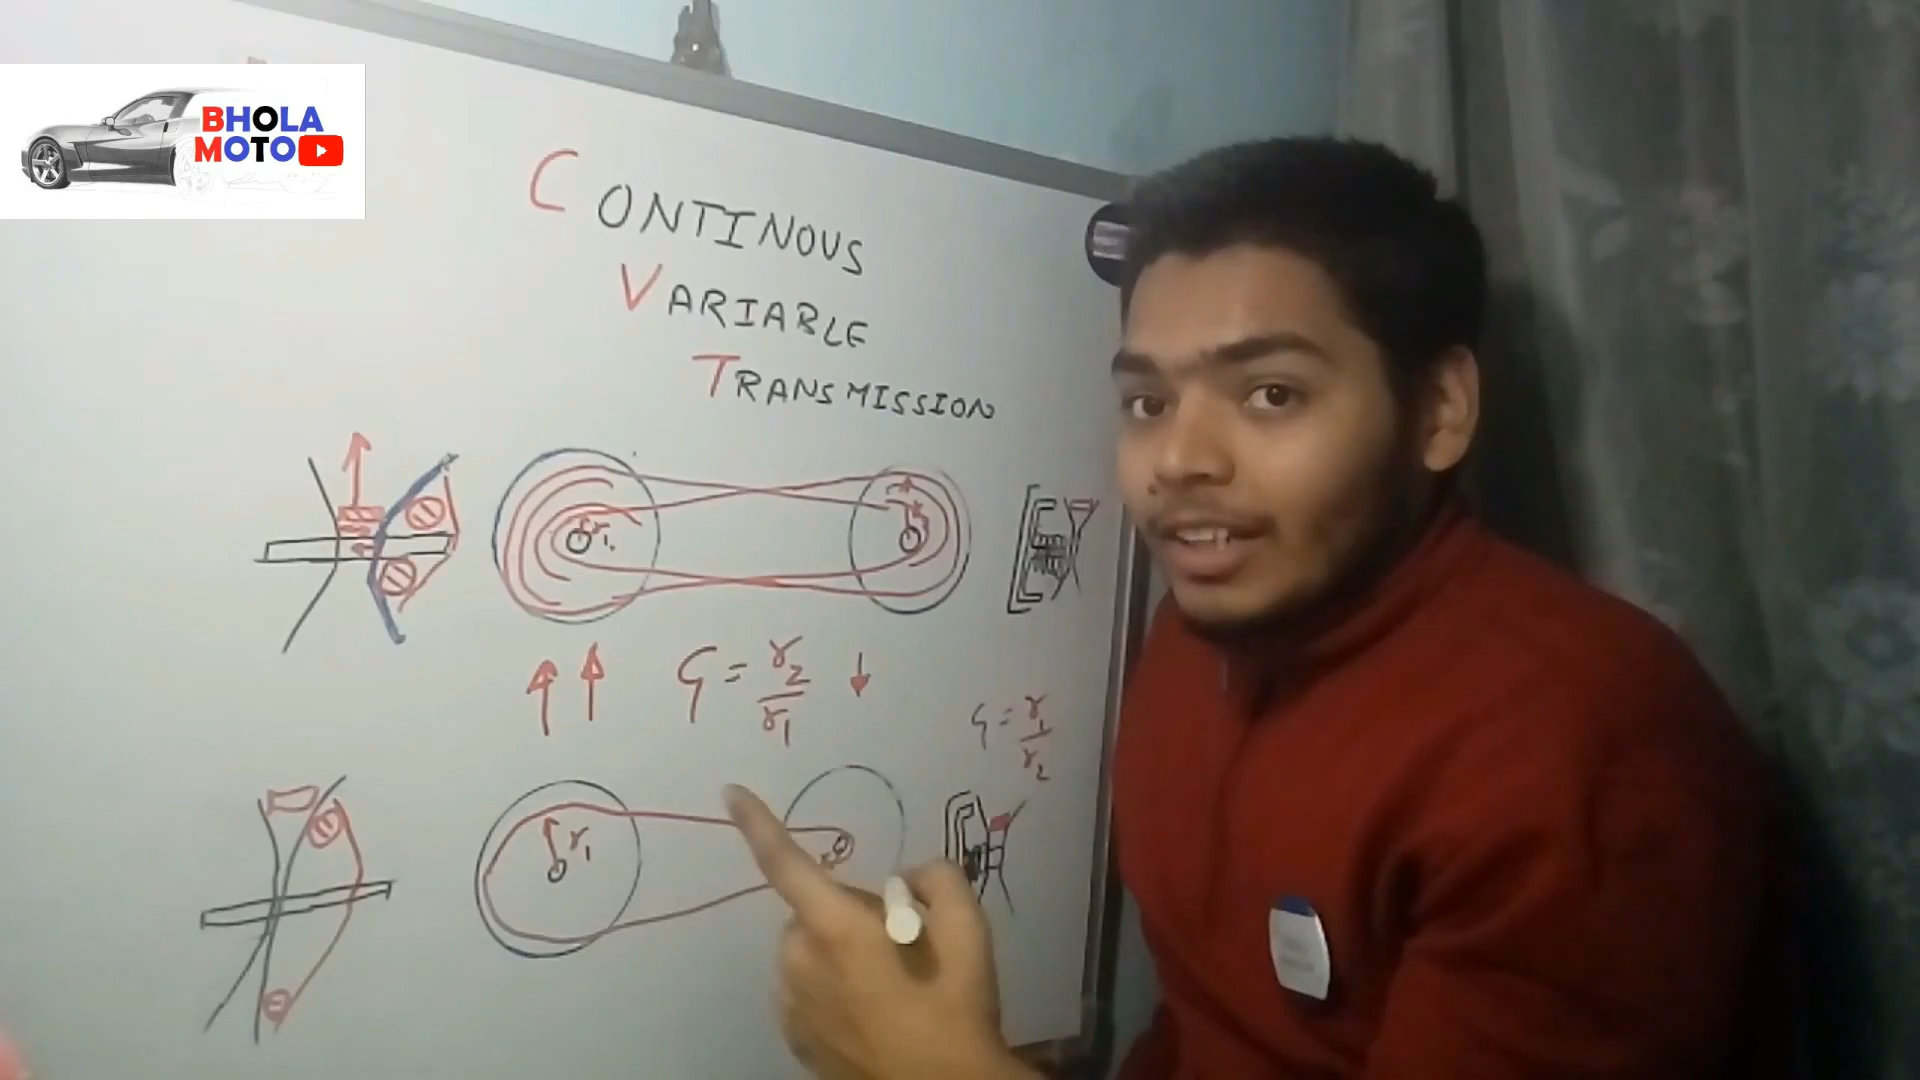 BHOLA
MOTO
CONTINOUS
VARIABLE
TRANSMISSION
r₁
G = r₂/r₁
G = r₁/r₂
r₁